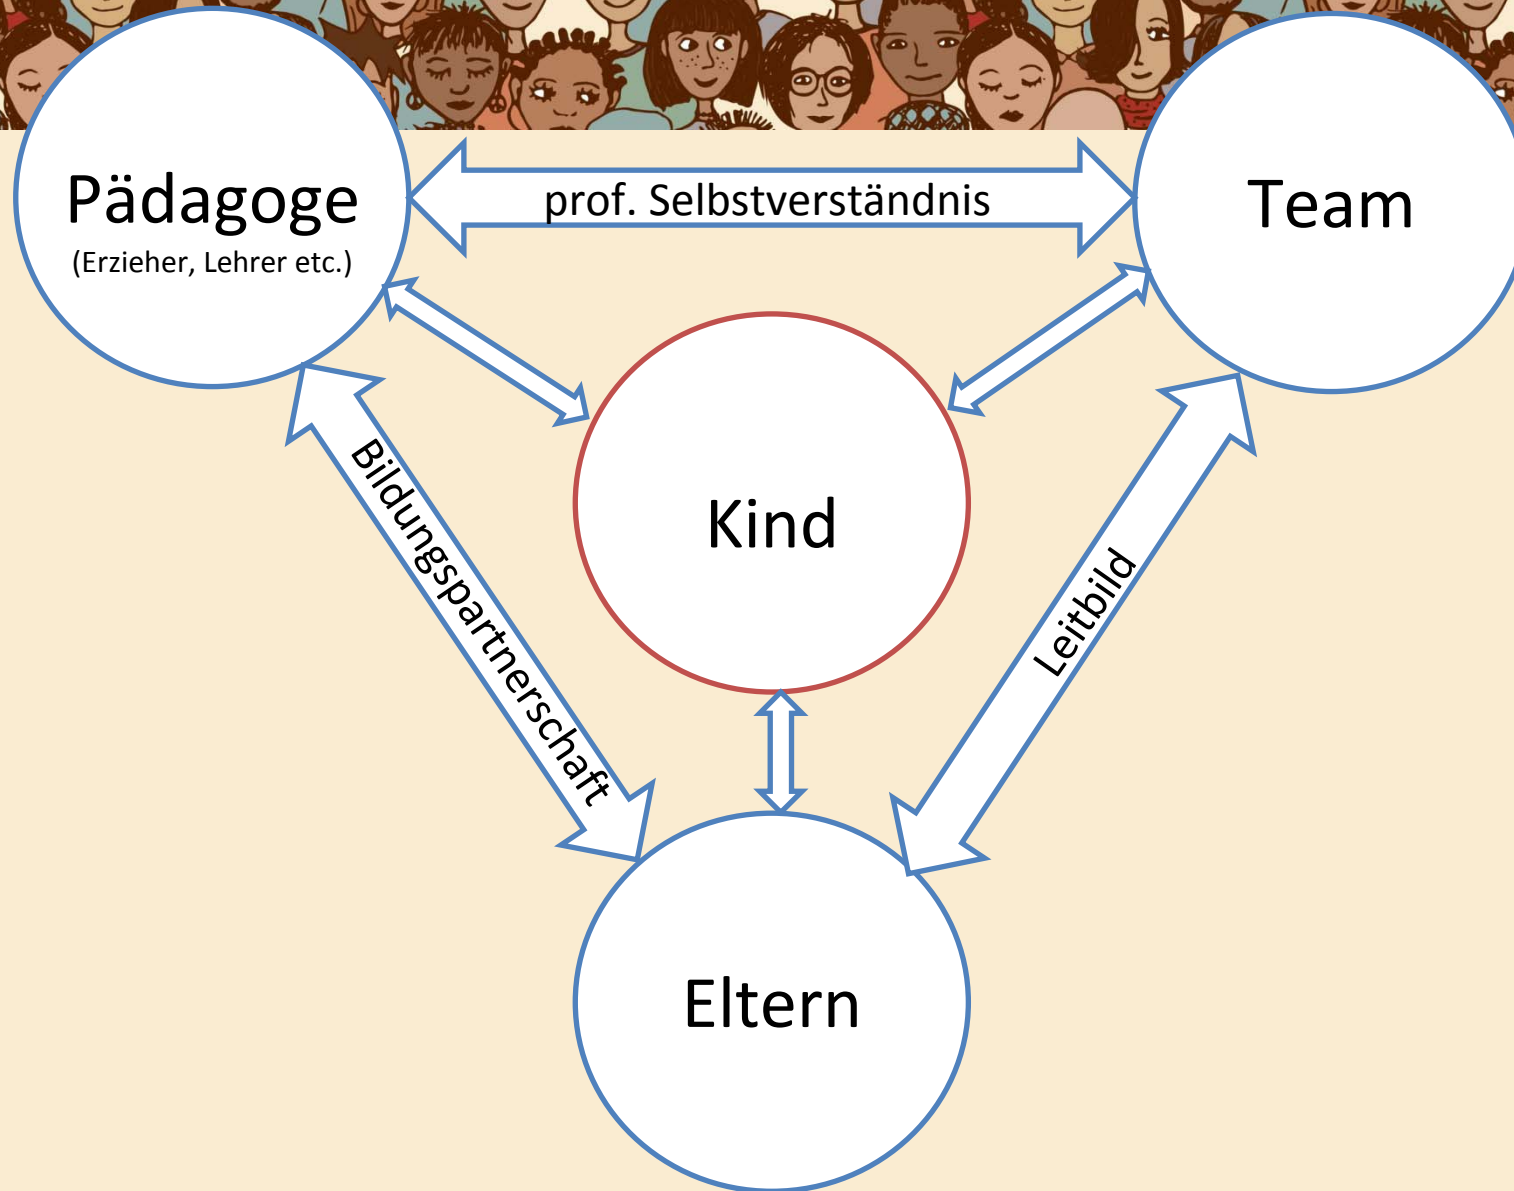 Pädagoge
(Erzieher, Lehrer etc.)
prof. Selbstverständnis
Team
Kind
Bildungspartnerschaft
Leitbild
Eltern